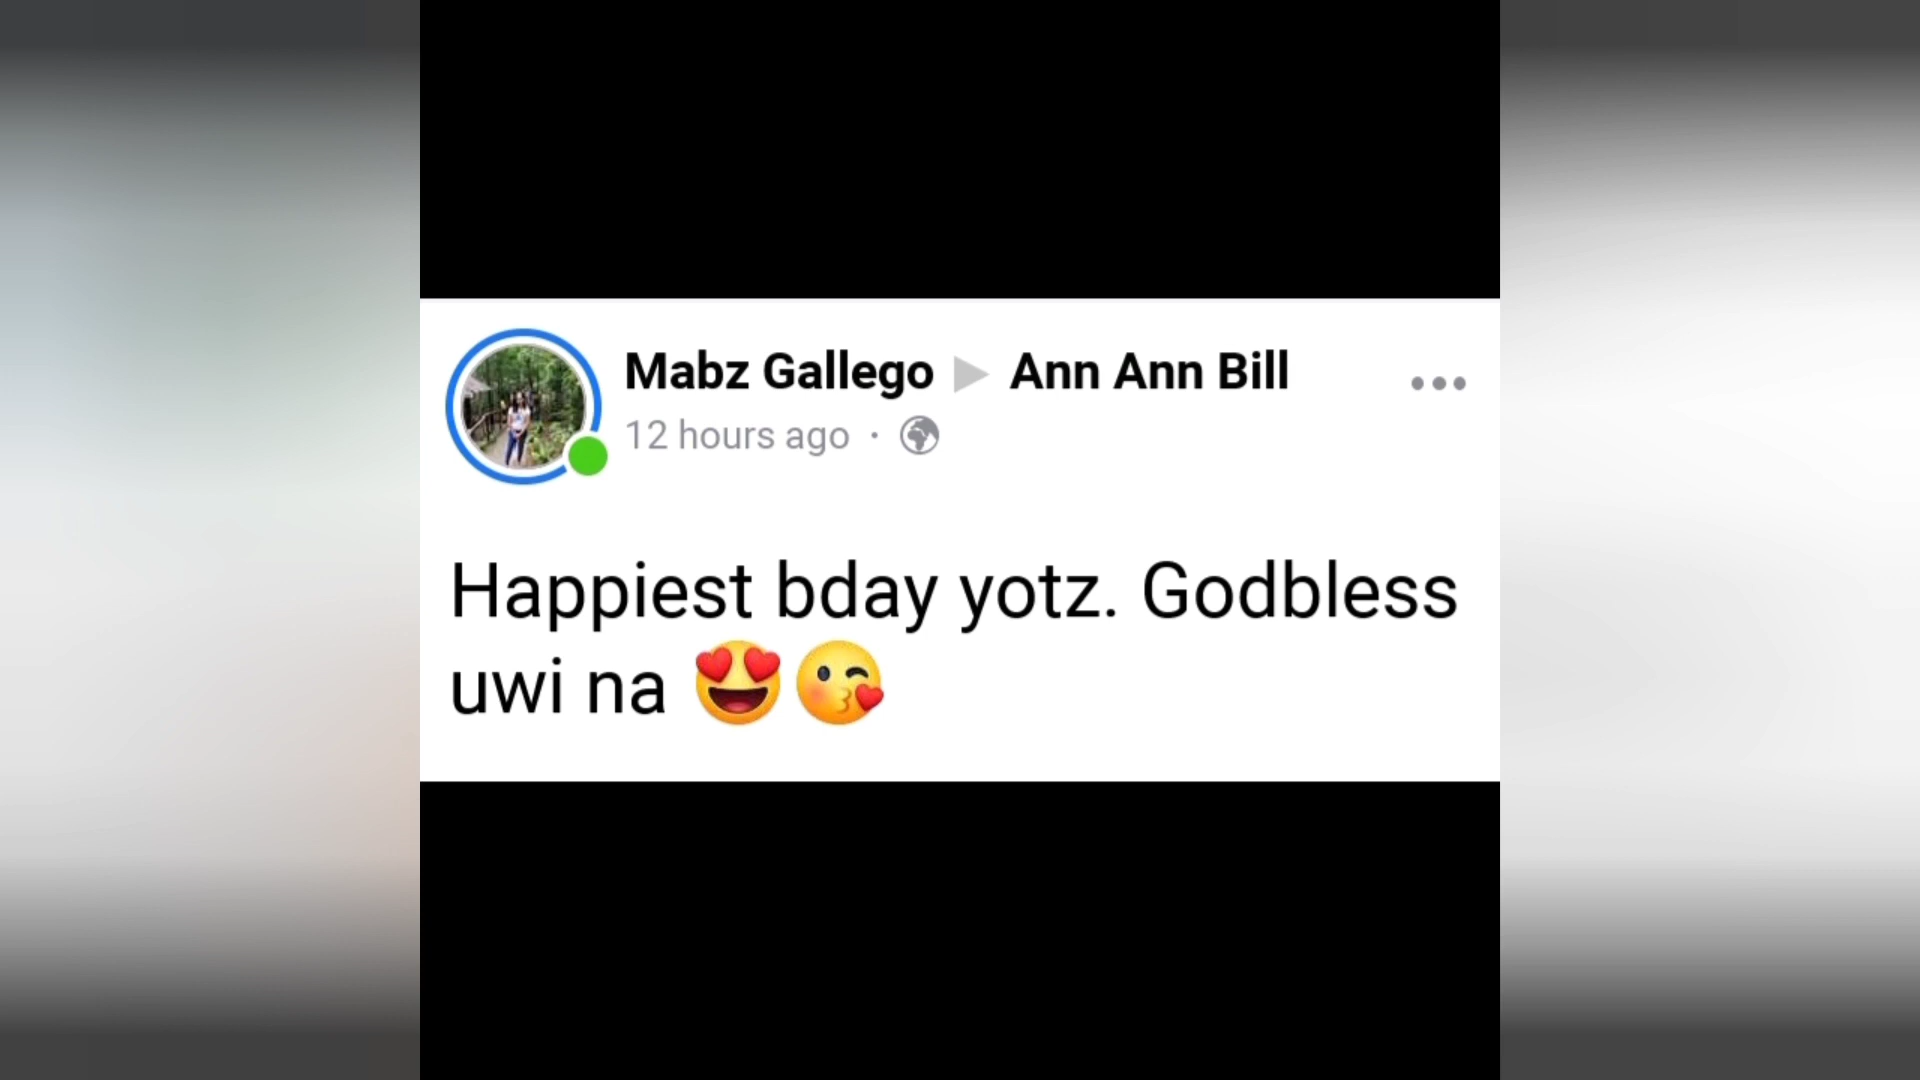 Mabz Gallego ▶ Ann Ann Bill
12 hours ago ·
Happiest bday yotz. Godbless
uwi na 😍😘